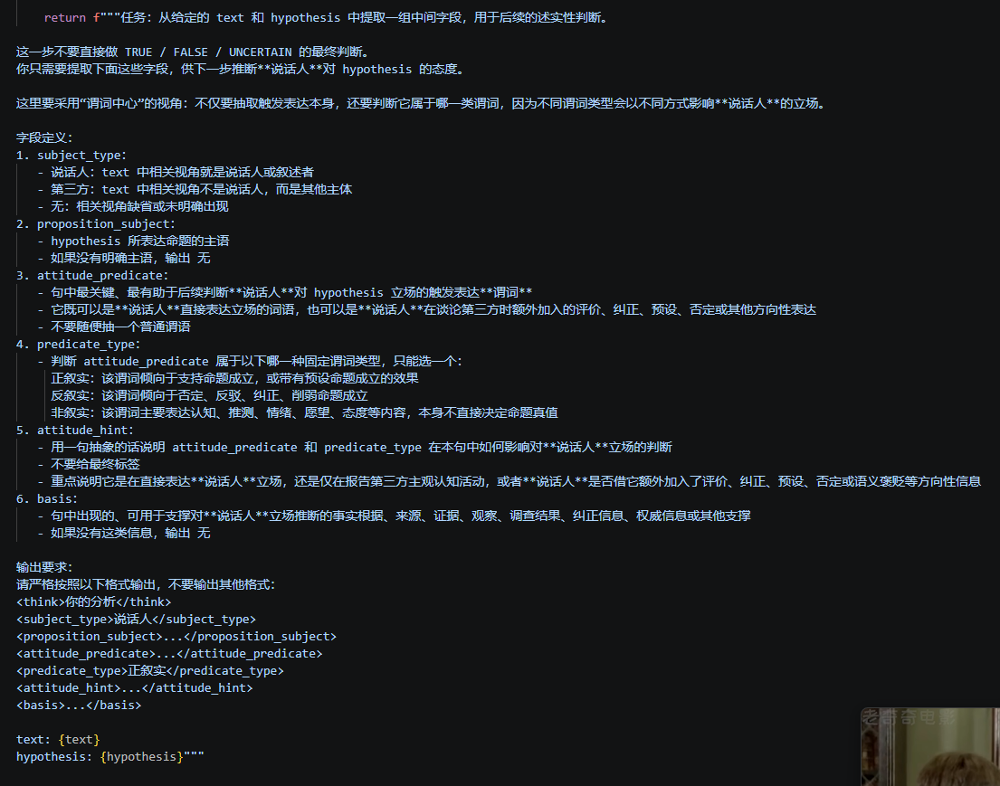 return f"""任务：从给定的 text 和 hypothesis 中提取一组中间字段，用于后续的述实性判断。
这一步不要直接做 TRUE / FALSE / UNCERTAIN 的最终判断。
你只需要提取下面这些字段，供下一步推断**说话人**对 hypothesis 的态度。
这里要采用“谓词中心”的视角：不仅要抽取触发表达本身，还要判断它属于哪一类谓词，因为不同谓词类型会以不同方式影响**说话人**的立场。
字段定义：
1. subject_type：
- 说话人：text 中相关视角就是说话人或叙述者
- 第三方：text 中相关视角不是说话人，而是其他主体
- 无：相关视角缺省或未明确出现
2. proposition_subject：
- hypothesis 所表达命题的主语
- 如果没有明确主语，输出 无
3. attitude_predicate：
- 句中最关键、最有助于后续判断**说话人**对 hypothesis 立场的触发表达**谓词**
- 它既可以是**说话人**直接表达立场的词语，也可以是**说话人**在谈论第三方时额外加入的评价、纠正、预设、否定或其他方向性表达
- 不要随便抽一个普通谓语
4. predicate_type：
- 判断 attitude_predicate 属于以下哪一种固定谓词类型，只能选一个：
正叙实：该谓词倾向于支持命题成立，或带有预设命题成立的效果
反叙实：该谓词倾向于否定、反驳、纠正、削弱命题成立
非叙实：该谓词主要表达认知、推测、情绪、愿望、态度等内容，本身不直接决定命题真值
5. attitude_hint：
- 用一句抽象的话说明 attitude_predicate 和 predicate_type 在本句中如何影响对**说话人**立场的判断
- 不要给最终标签
- 重点说明它是在直接表达**说话人**立场，还是仅在报告第三方主观认知活动，或者**说话人**是否借它额外加入了评价、纠正、预设、否定或语义褒贬等方向性信息
6. basis：
- 句中出现的、可用于支撑对**说话人**立场推断的事实根据、来源、证据、观察、调查结果、纠正信息、权威信息或其他支撑
- 如果没有这类信息，输出 无
输出要求：
请严格按照以下格式输出，不要输出其他格式：
<think>你的分析</think>
<subject_type>说话人</subject_type>
<proposition_subject>...</proposition_subject>
<attitude_predicate>...</attitude_predicate>
<predicate_type>正叙实</predicate_type>
<attitude_hint>...</attitude_hint>
<basis>...</basis>
text: {text}
hypothesis: {hypothesis}"""
老奇奇电影